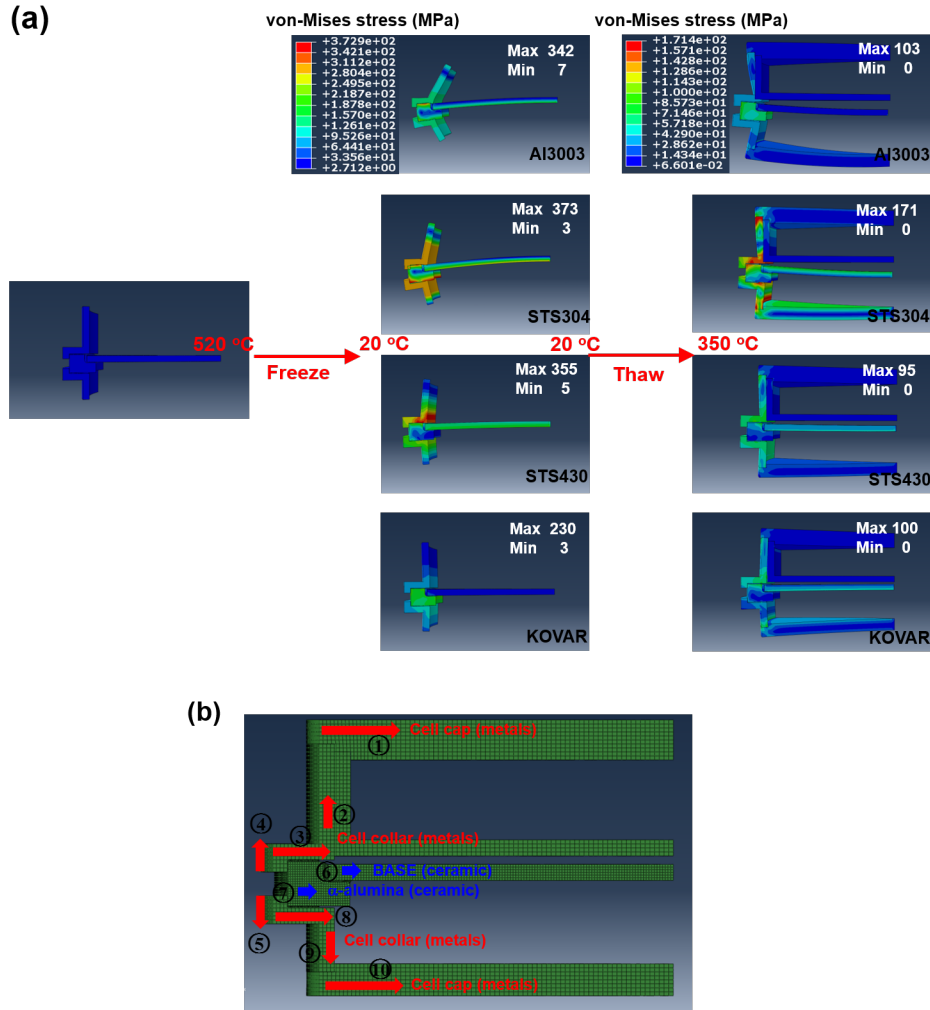 (a)
von-Mises stress (MPa)
+3.729e+02
+3.421e+02
+3.112e+02
+2.804e+02
+2.495e+02
+2.187e+02
+1.878e+02
+1.570e+02
+1.261e+02
+9.526e+01
+6.441e+01
+3.356e+01
+2.712e+00
Max 342
Min 7
Al3003
von-Mises stress (MPa)
+1.714e+02
+1.571e+02
+1.428e+02
+1.286e+02
+1.143e+02
+1.000e+02
+8.573e+01
+7.146e+01
+5.718e+01
+4.290e+01
+2.862e+01
+1.434e+01
+6.601e-02
Max 103
Min 0
Al3003
Max 373
Min 3
STS304
Max 171
Min 0
STS304
520 ºC
Freeze
20 ºC
20 ºC
Thaw
350 ºC
Max 355
Min 5
STS430
Max 95
Min 0
STS430
Max 230
Min 3
KOVAR
Max 100
Min 0
KOVAR
(b)
Cell cap (metals)
①
②
④
③
Cell collar (metals)
⑥
BASE (ceramic)
⑦
α-alumina (ceramic)
⑧
⑤
⑨
Cell collar (metals)
⑩
Cell cap (metals)